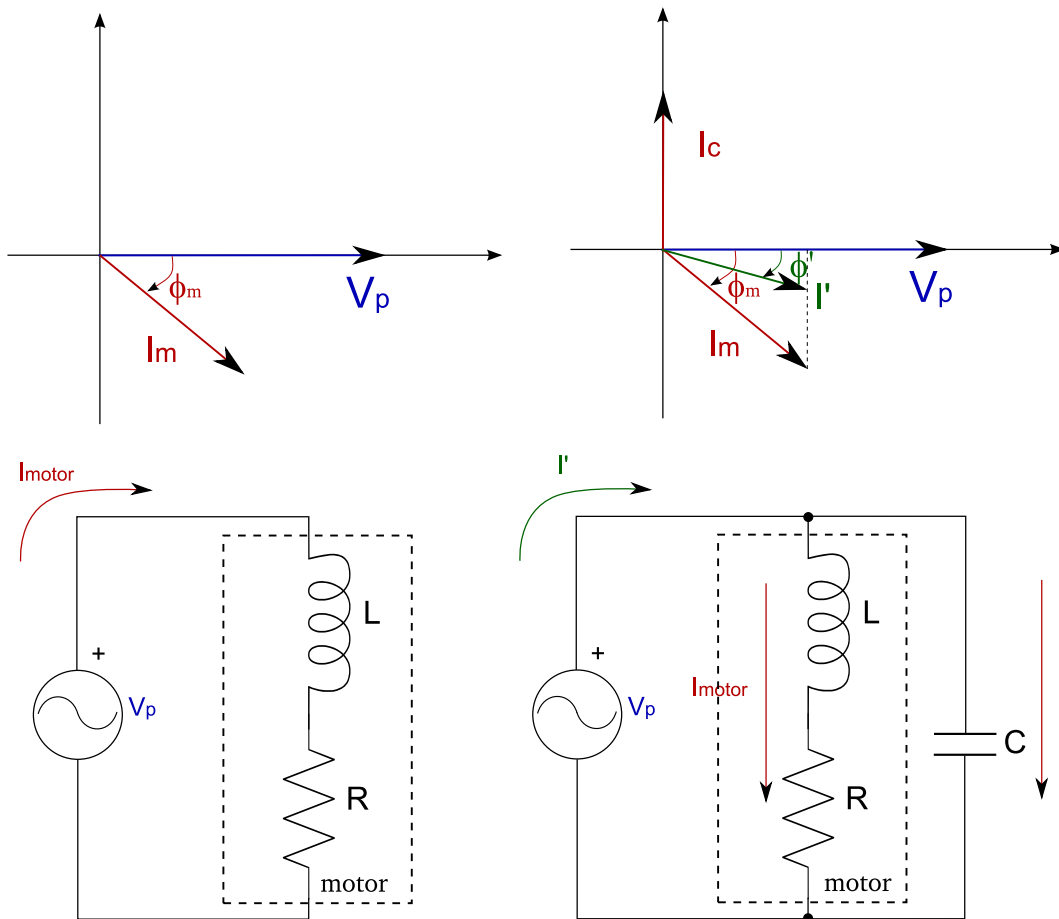 Ic
ϕm
Vp
Im
ϕ'
ϕm
I'
Vp
Im
Imotor
I'
L
+
Vp
R
motor
L
+
Imotor
Vp
C
R
motor